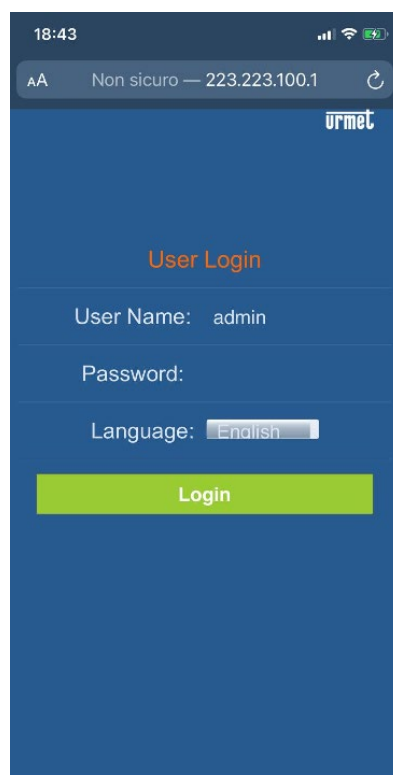 18:43
AA Non sicuro — 223.223.100.1
urmet
User Login
User Name: admin
Password:
Language: English
Login